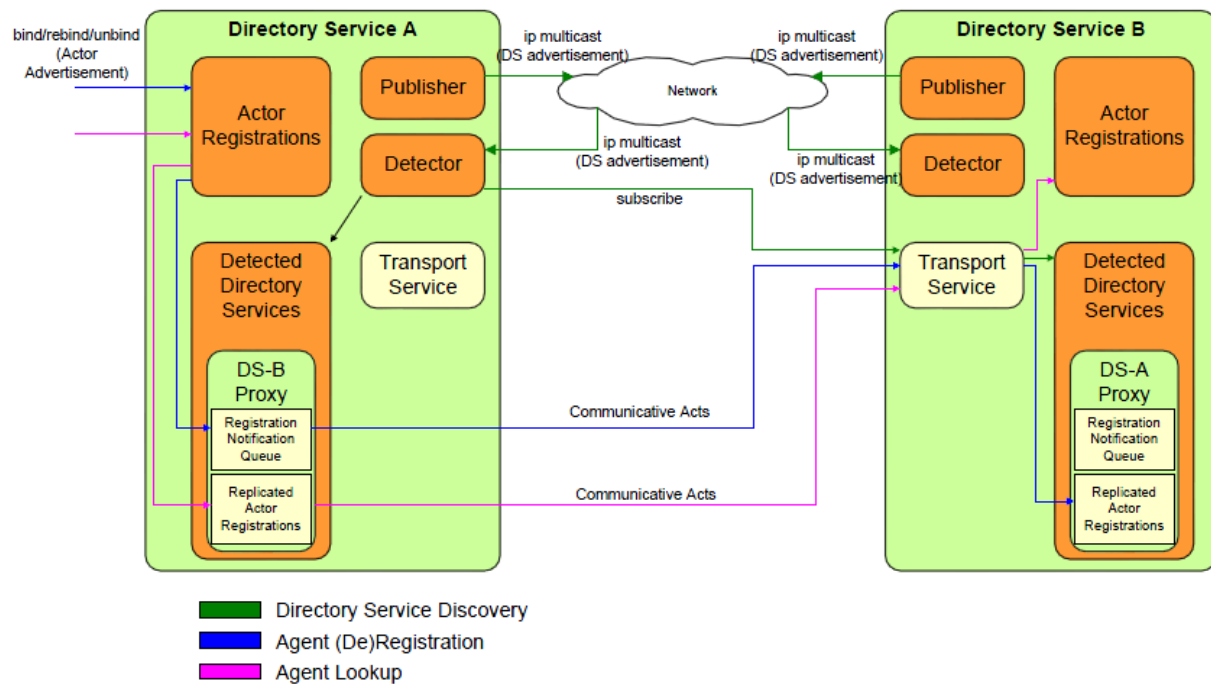 Directory Service A
Directory Service B
bind/rebind/unbind
(Actor
Advertisement)
ip multicast
(DS advertisement)
ip multicast
(DS advertisement)
Actor
Registrations
Publisher
Network
Publisher
Actor
Registrations
Detector
ip multicast
(DS advertisement)
ip multicast
(DS advertisement)
Detector
subscribe
Detected
Directory
Services
Transport
Service
Transport
Service
Detected
Directory
Services
DS-B
Proxy
Registration
Notification
Queue
Replicated
Actor
Registrations
Communicative Acts
Communicative Acts
DS-A
Proxy
Registration
Notification
Queue
Replicated
Actor
Registrations
Directory Service Discovery
Agent (De)Registration
Agent Lookup